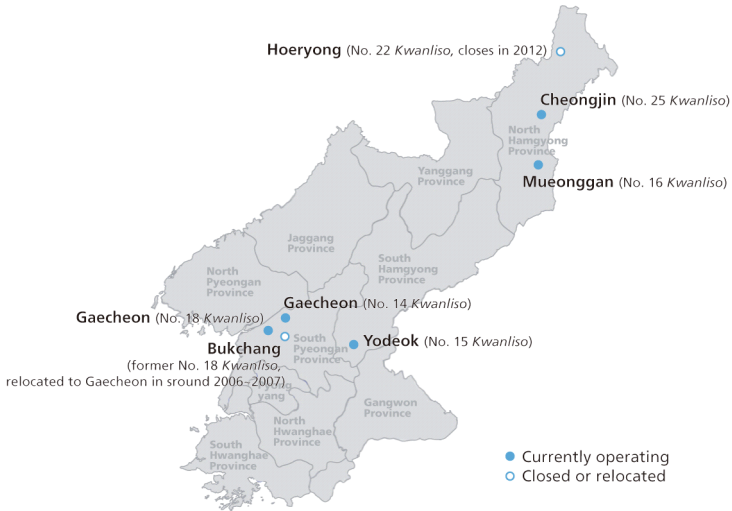 Hoeryong (No. 22 Kwanliso, closes in 2012)
Cheongjin (No. 25 Kwanliso)
North
Hamgyong
Province
Mueonggan (No. 16 Kwanliso)
Yanggang
Province
Jaggang
Province
South
Hamgyong
Province
North
Pyeongan
Province
Gaecheon (No. 14 Kwanliso)
Gaecheon (No. 18 Kwanliso)
South
Pyeongan
Province
Yodeok (No. 15 Kwanliso)
Bukchang
(former No. 18 Kwanliso,
relocated to Gaecheon in sround 2006–2007)
yang
Gangwon
Province
North
Hwanghae
Province
South
Hwanghae
Province
Currently operating
Closed or relocated